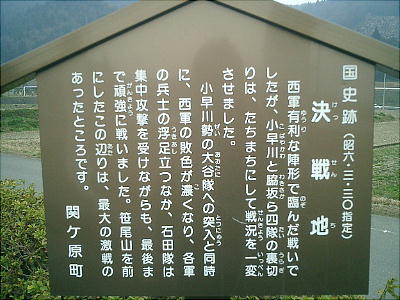 国史跡（昭六・三・三〇指定）
決戦地
けっせんち
西軍有利な陣形で臨んだ戦いで
したが、小早川と脇坂ら四隊の裏切
りは、たちまちにして戦況を一変
させました。
小早川勢の大谷隊への突入と同時
に、西軍の敗色が濃くなり、各軍
の兵士の浮足立つなか、石田隊は
集中攻撃を受けながらも、最後ま
で頑強に戦いました。笹尾山を前
にしたこの辺りは、最大の激戦の
あったところです。
関ケ原町